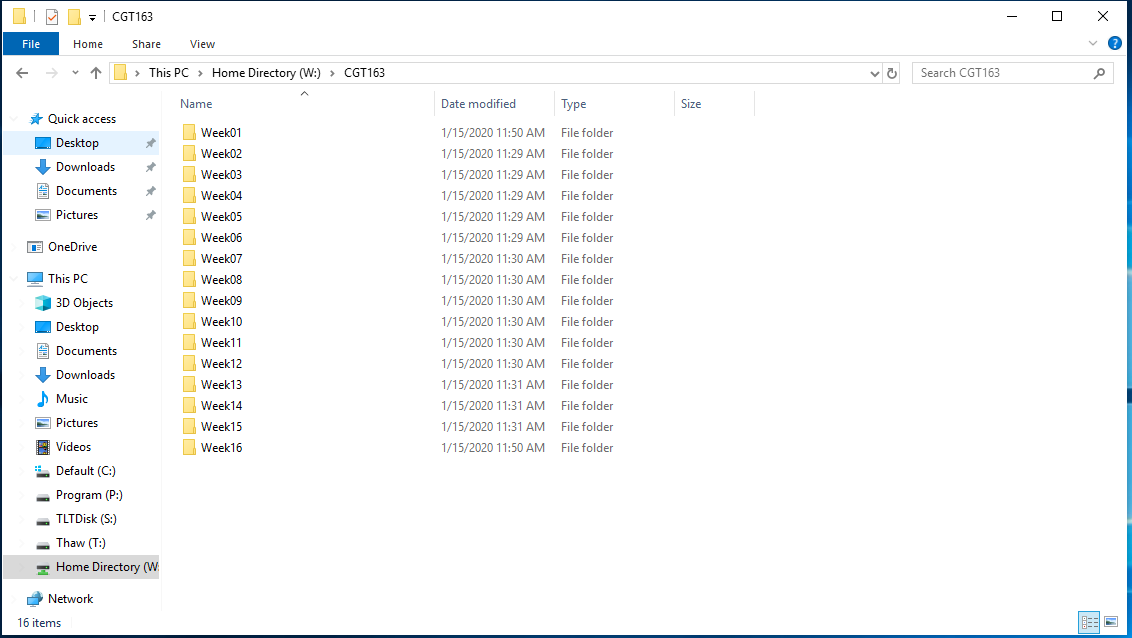 CGT163
File Home Share View
This PC > Home Directory (W:) > CGT163
Search CGT163
Name Date modified Type Size
Quick access
Desktop
Downloads
Documents
Pictures
OneDrive
This PC
3D Objects
Desktop
Documents
Downloads
Music
Pictures
Videos
Default (C:)
Program (P:)
TLTDisk (S:)
Thaw (T:)
Home Directory (W:
Network
Week01 1/15/2020 11:50 AM File folder
Week02 1/15/2020 11:29 AM File folder
Week03 1/15/2020 11:29 AM File folder
Week04 1/15/2020 11:29 AM File folder
Week05 1/15/2020 11:29 AM File folder
Week06 1/15/2020 11:29 AM File folder
Week07 1/15/2020 11:30 AM File folder
Week08 1/15/2020 11:30 AM File folder
Week09 1/15/2020 11:30 AM File folder
Week10 1/15/2020 11:30 AM File folder
Week11 1/15/2020 11:30 AM File folder
Week12 1/15/2020 11:30 AM File folder
Week13 1/15/2020 11:31 AM File folder
Week14 1/15/2020 11:31 AM File folder
Week15 1/15/2020 11:31 AM File folder
Week16 1/15/2020 11:50 AM File folder
16 items